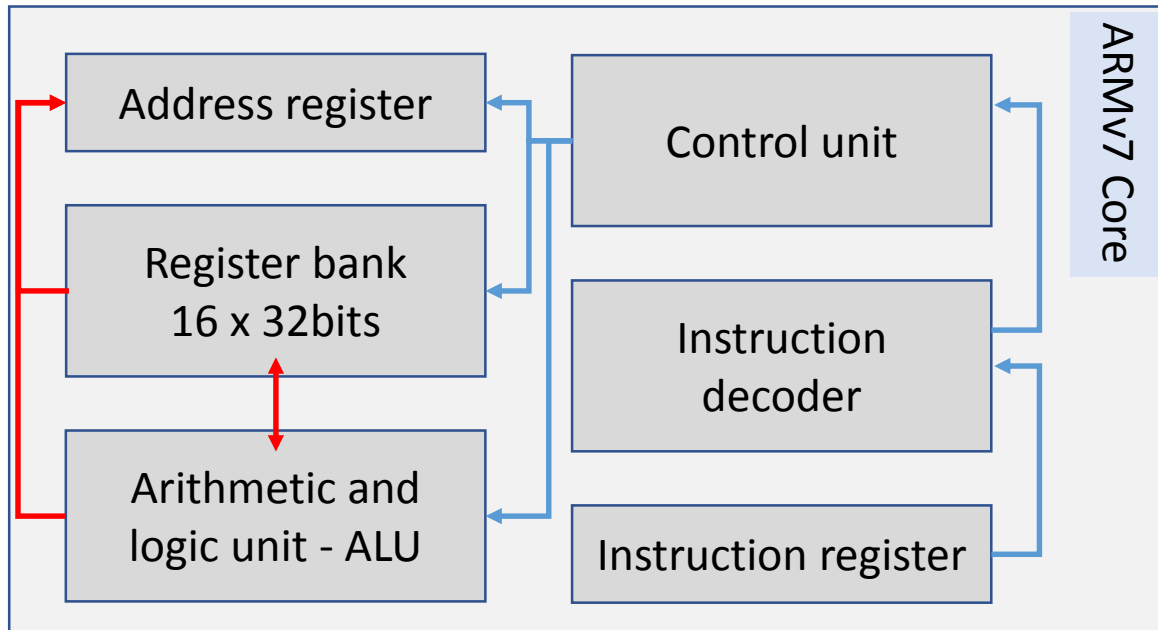 Address register
Control unit
ARMv7 Core
Register bank
16 x 32bits
Instruction
decoder
Arithmetic and
logic unit - ALU
Instruction register